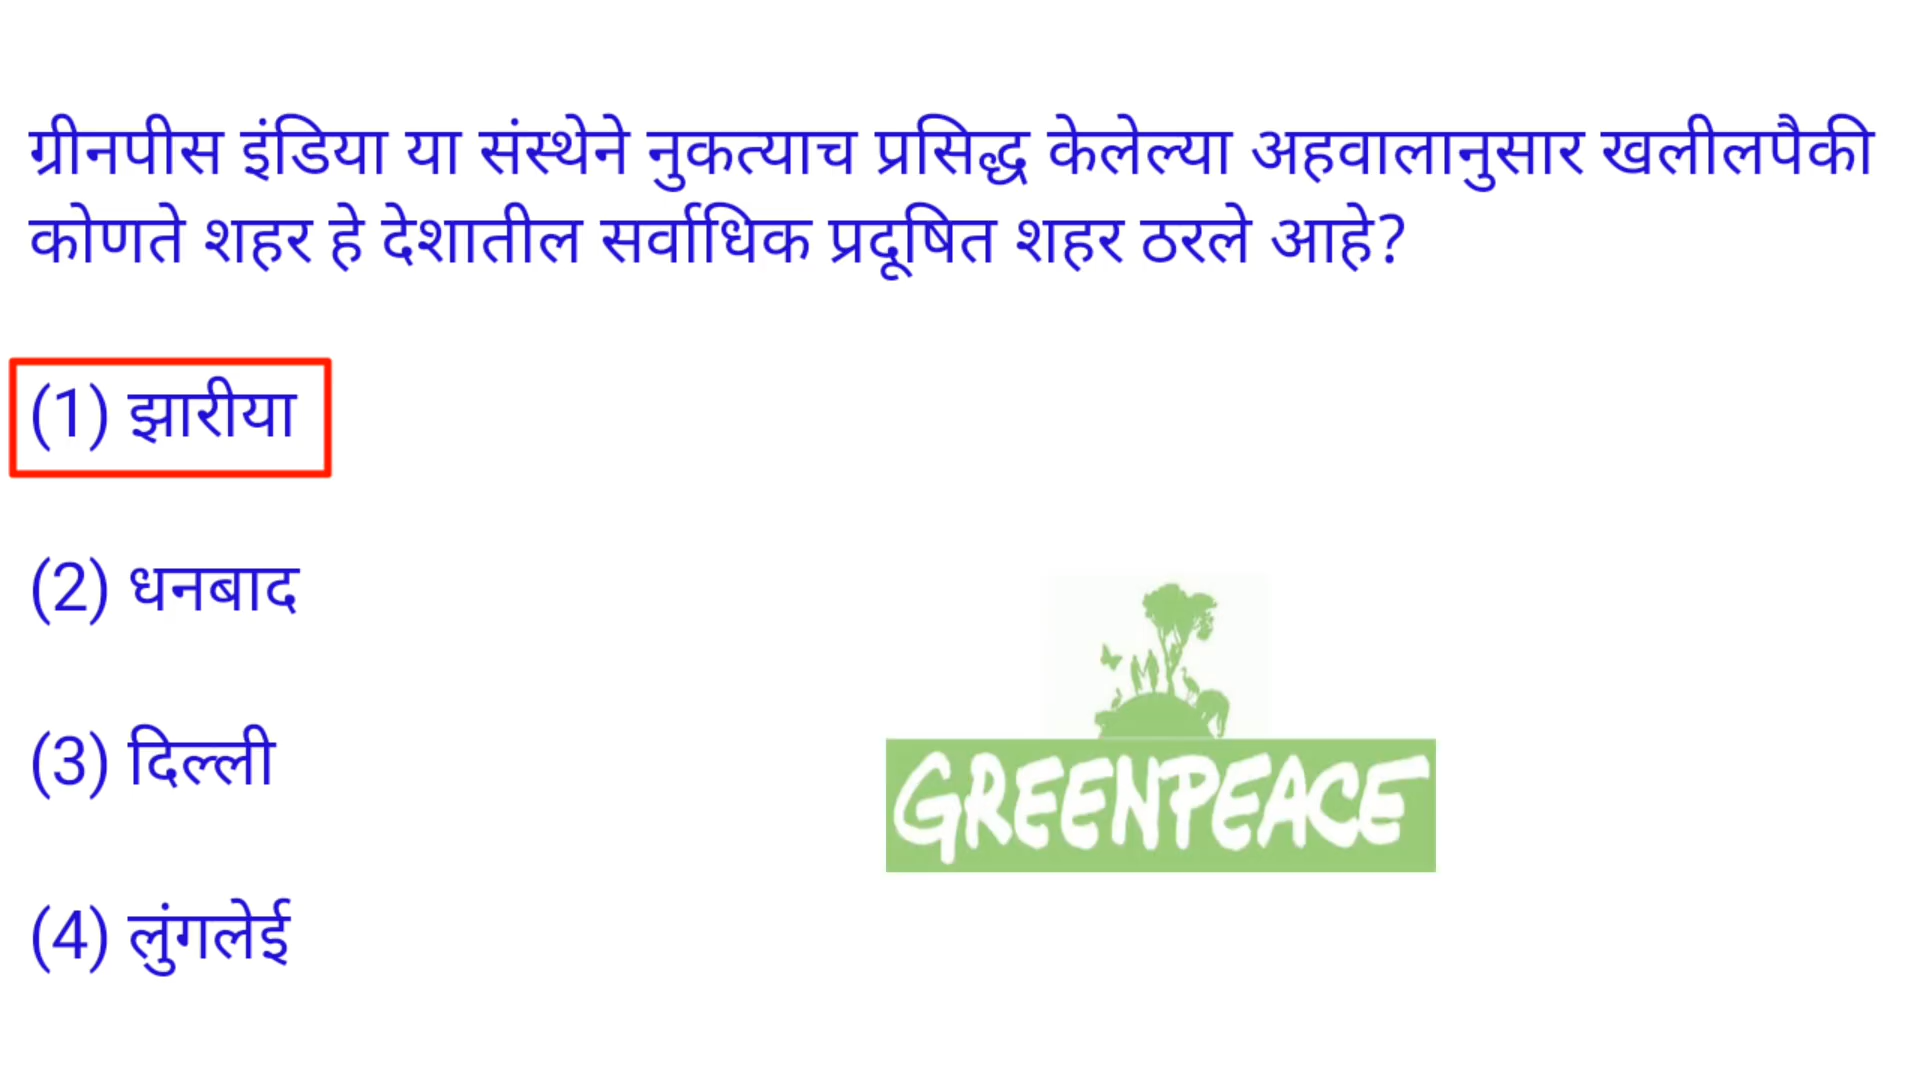 ग्रीनपीस इंडिया या संस्थेने नुकत्याच प्रसिद्ध केलेल्या अहवालानुसार खलीलपैकी
कोणते शहर हे देशातील सर्वाधिक प्रदूषित शहर ठरले आहे?
(1) झारीया
(2) धनबाद
(3) दिल्ली
(4) लुंगलेई
GREENPEACE